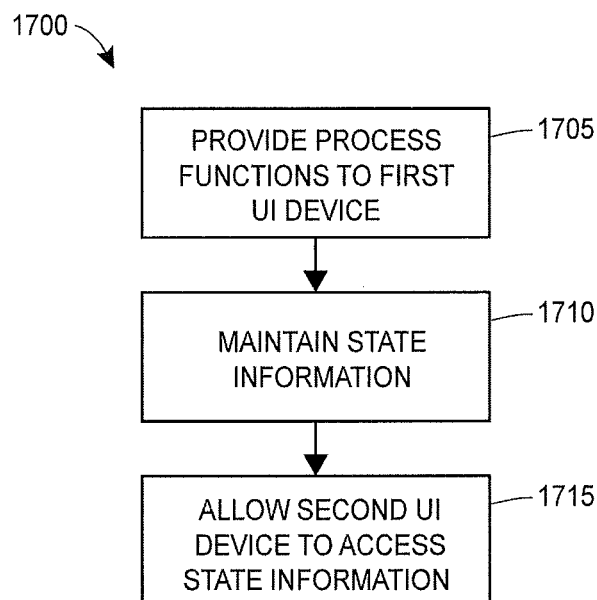 1700
PROVIDE PROCESS
FUNCTIONS TO FIRST
UI DEVICE
1705
MAINTAIN STATE
INFORMATION
1710
ALLOW SECOND UI
DEVICE TO ACCESS
STATE INFORMATION
1715